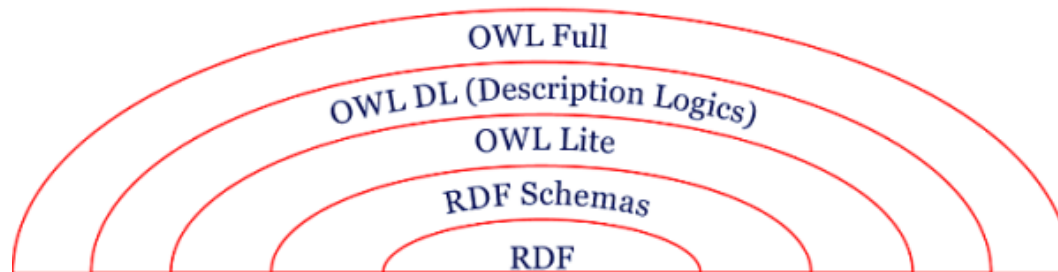 OWL Full
OWL DL (Description Logics)
OWL Lite
RDF Schemas
RDF